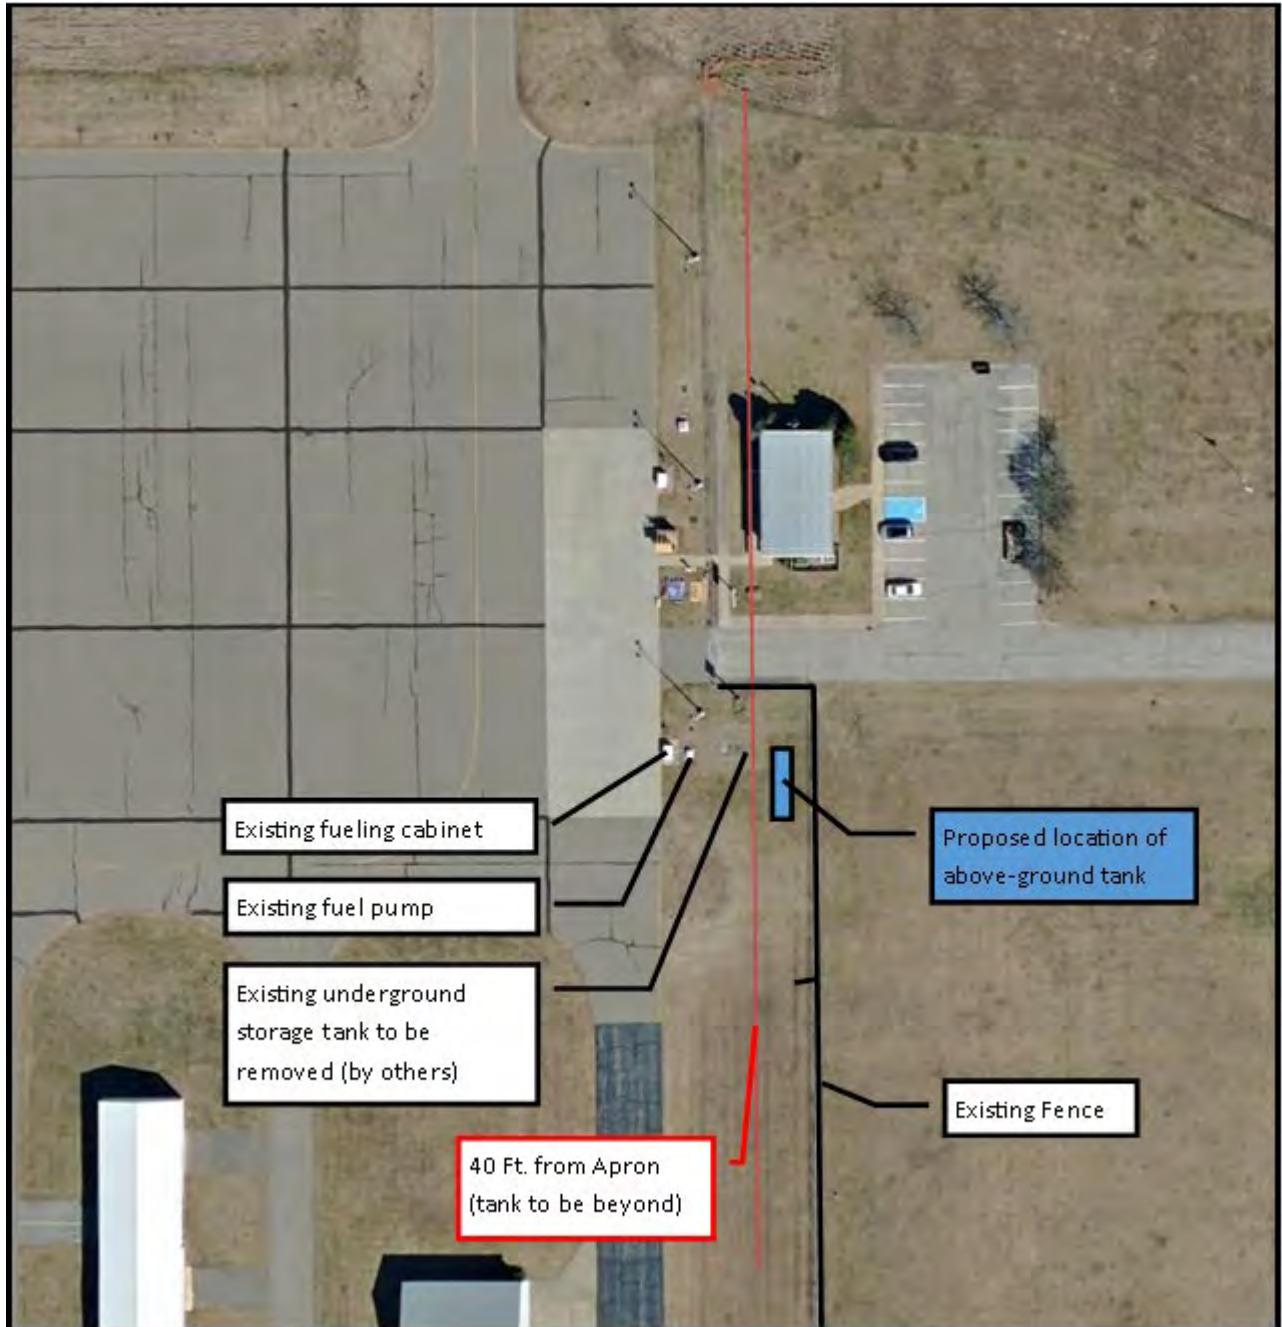 Existing fueling cabinet
Existing fuel pump
Existing underground
storage tank to be
removed (by others)
40 Ft. from Apron
(tank to be beyond)
Proposed location of
above-ground tank
Existing Fence